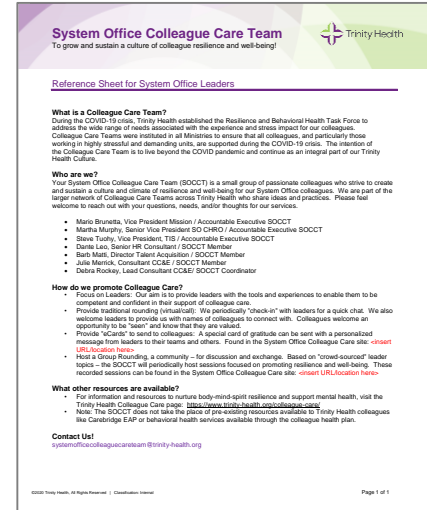 System Office Colleague Care Team
To grow and sustain a culture of colleague resilience and well-being!
Trinity Health
Reference Sheet for System Office Leaders
What is a Colleague Care Team?
During the COVID-19 crisis, Trinity Health established the Resilience and Behavioral Health Task Force to
address the wide range of needs associated with the experience and stress impact for our colleagues.
Colleague Care Teams were instituted in all Ministries to ensure that all colleagues, and particularly those
working in highly stressful and demanding units, are supported during the COVID-19 crisis. The intention of
the Colleague Care Team is to live beyond the COVID pandemic and continue as an integral part of our Trinity
Health Culture.
Who are we?
Your System Office Colleague Care Team (SOCCT) is a small group of passionate colleagues who strive to create
and sustain a culture and climate of resilience and well-being for our System Office colleagues. We are part of the
larger network of Colleague Care Teams across Trinity Health who share ideas and practices. Please feel
welcome to reach out with your questions, needs, and/or thoughts for our services.
• Mario Brunetta, Vice President Mission / Accountable Executive SOCCT
• Martha Murphy, Senior Vice President SO CHRO / Accountable Executive SOCCT
• Steve Tuohy, Vice President, TIS / Accountable Executive SOCCT
• Dante Leo, Senior HR Consultant / SOCCT Member
• Barb Matti, Director Talent Acquisition / SOCCT Member
• Julie Merrick, Consultant CC&E / SOCCT Member
• Debra Rockey, Lead Consultant CC&E/ SOCCT Coordinator
How do we promote Colleague Care?
• Focus on Leaders: Our aim is to provide leaders with the tools and experiences to enable them to be
competent and confident in their support of colleague care.
• Provide traditional rounding (virtual/call): We periodically "check-in" with leaders for a quick chat. We also
welcome leaders to provide us with names of colleagues to connect with. Colleagues welcome an
opportunity to be "seen" and know that they are valued.
• Provide "eCards" to send to colleagues: A special card of gratitude can be sent with a personalized
message from leaders to their teams and others. Found in the System Office Colleague Care site: <insert
URL/location here>
• Host a Group Rounding, a community – for discussion and exchange. Based on "crowd-sourced" leader
topics – the SOCCT will periodically host sessions focused on promoting resilience and well-being. These
recorded sessions can be found in the System Office Colleague Care site: <insert URL/location here>
What other resources are available?
• For information and resources to nurture body-mind-spirit resilience and support mental health, visit the
Trinity Health Colleague Care page: https://www.trinity-health.org/colleague-care/
• Note: The SOCCT does not take the place of pre-existing resources available to Trinity Health colleagues
like Carebridge EAP or behavioral health services available through the colleague health plan.
Contact Us!
systemofficecolleaguecareteam@trinity-health.org
©2020 Trinity Health, All Rights Reserved | Classification: Internal
Page 1 of 1